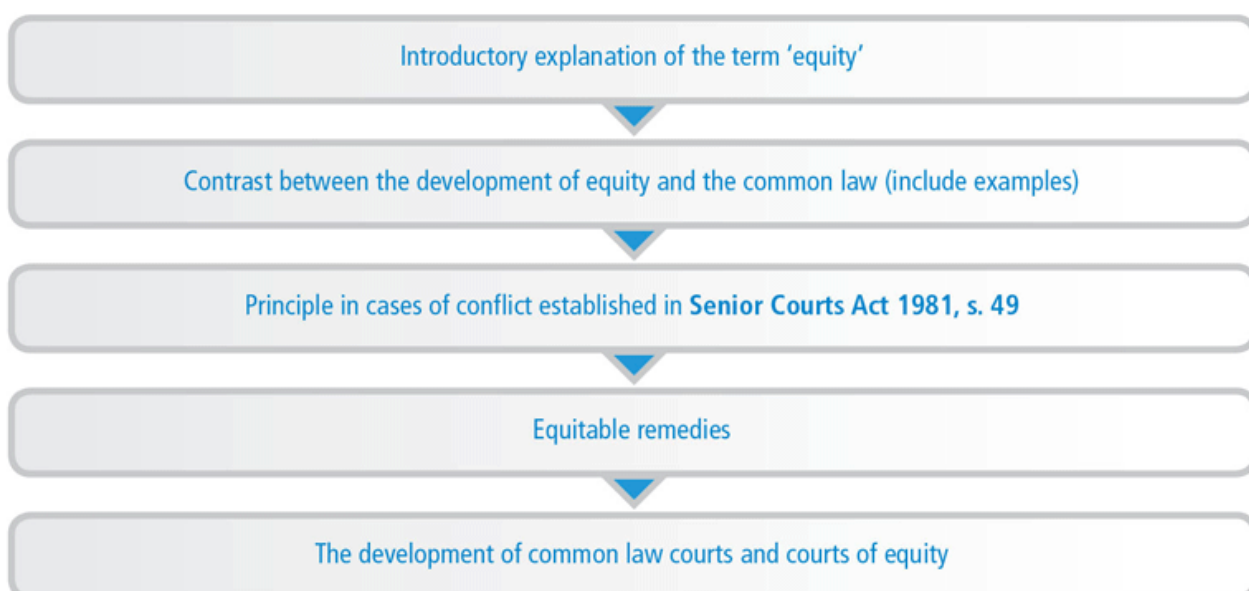 Introductory explanation of the term ‘equity’
Contrast between the development of equity and the common law (include examples)
Principle in cases of conflict established in Senior Courts Act 1981, s. 49
Equitable remedies
The development of common law courts and courts of equity